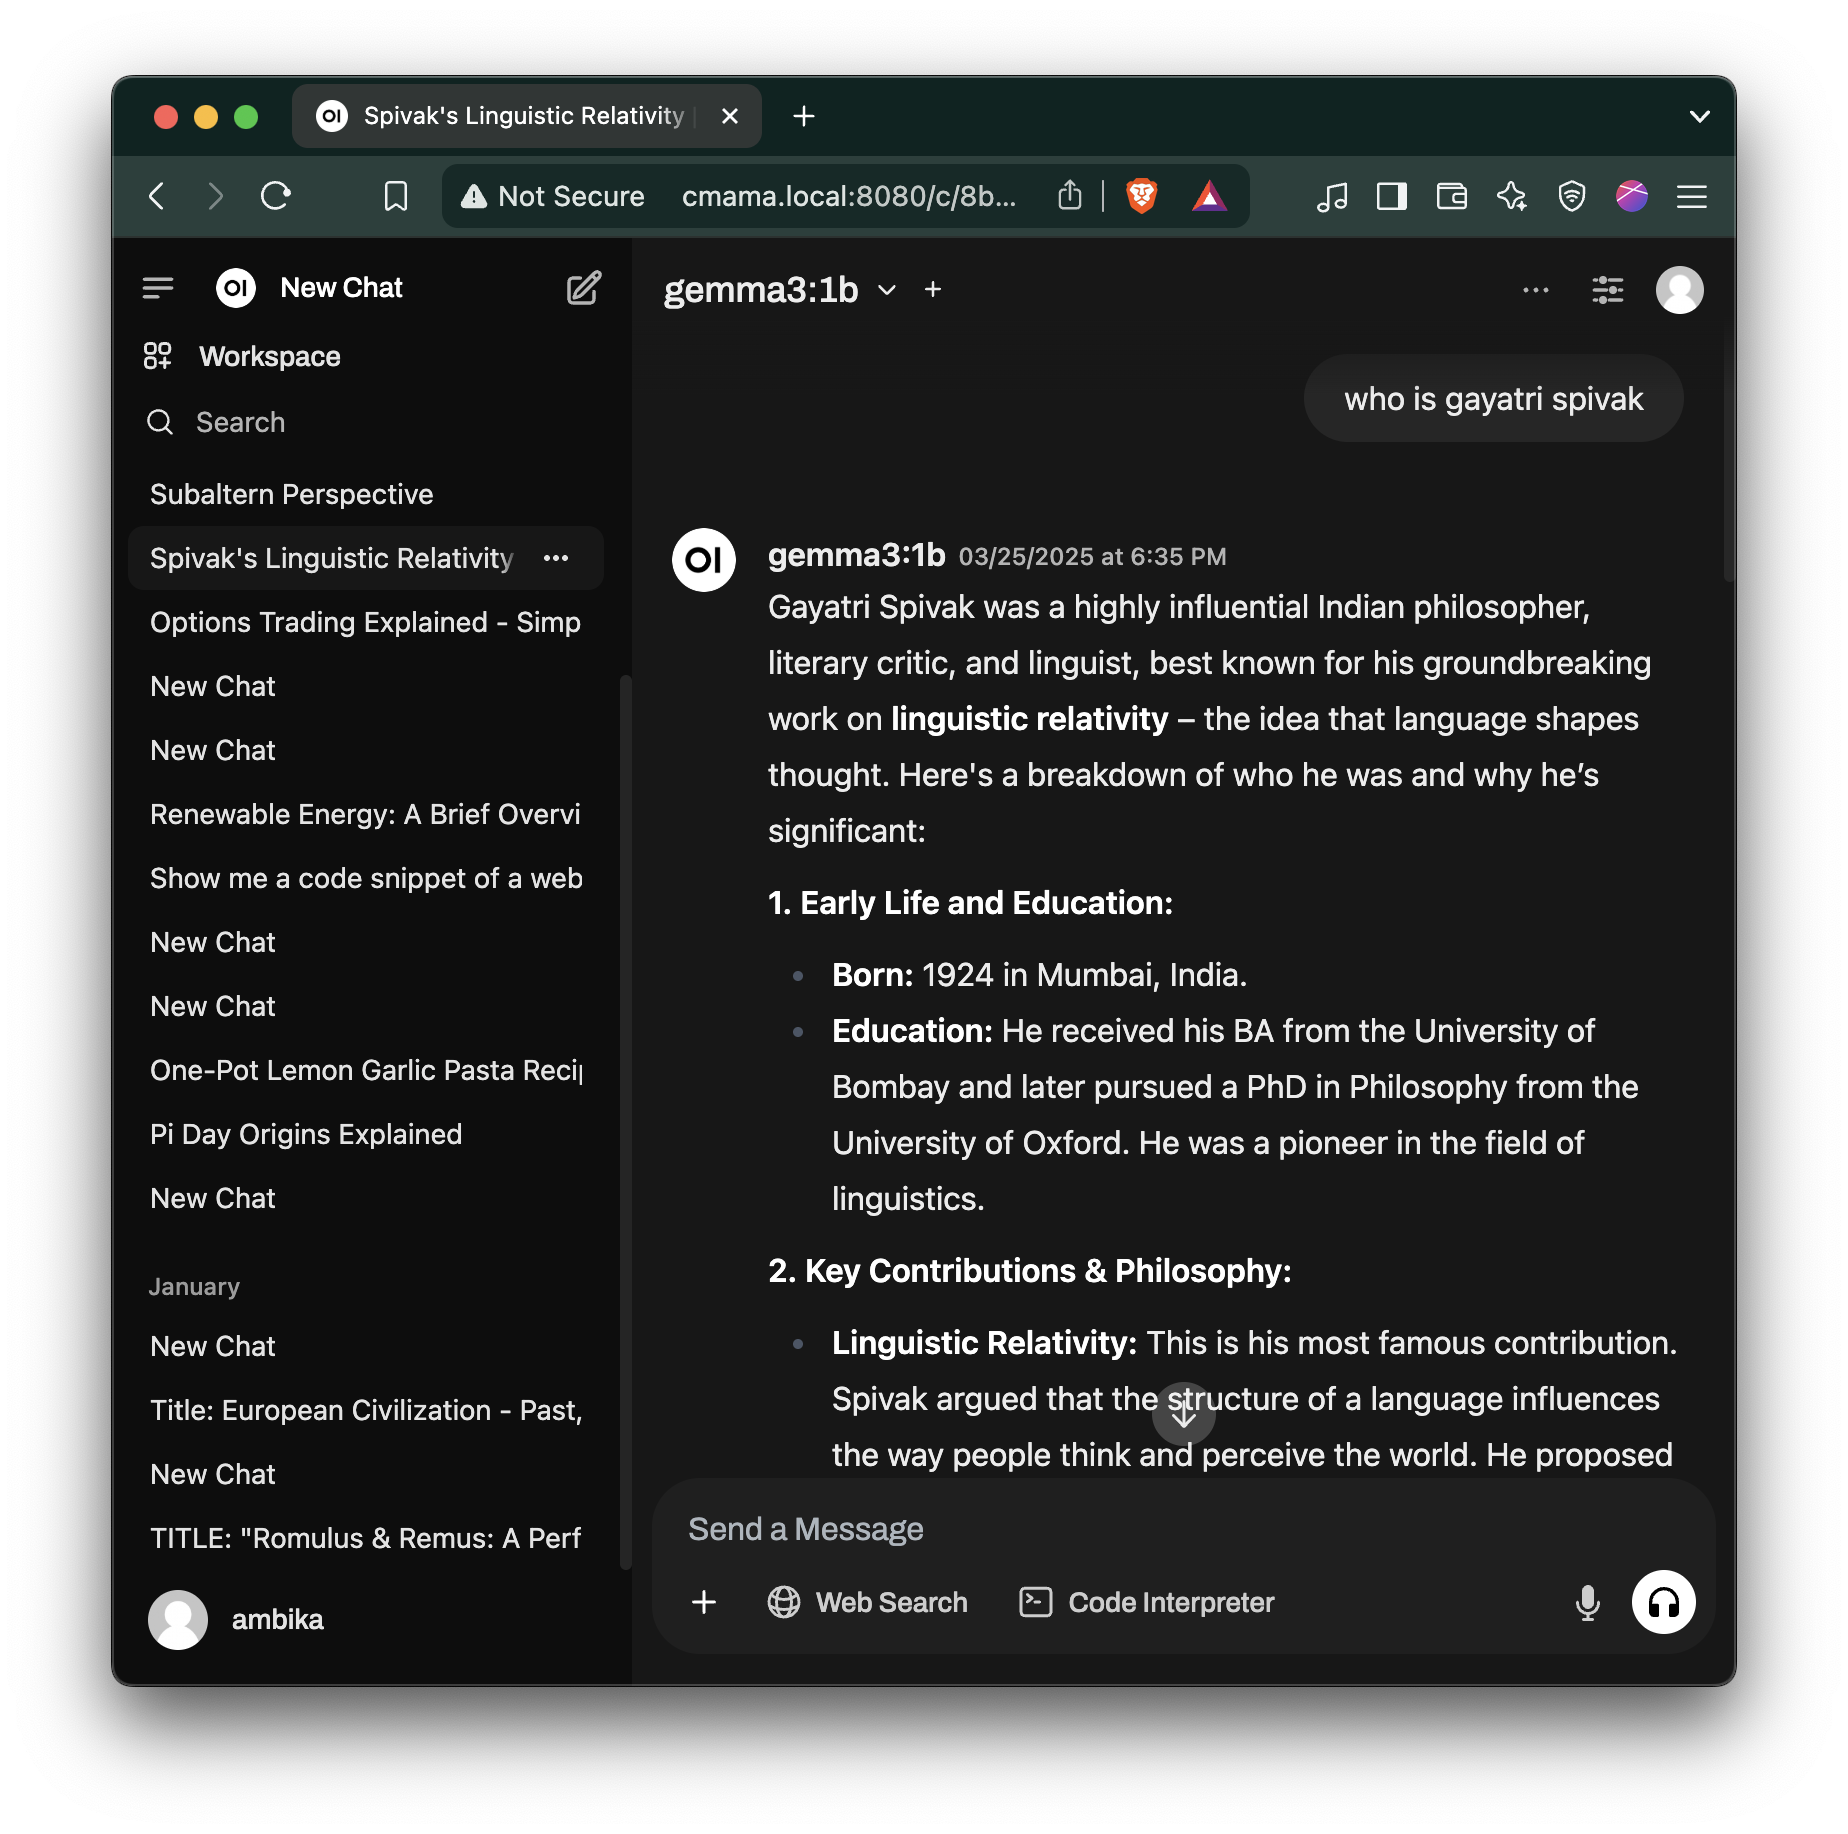 Spivak's Linguistic Relativity
Not Secure cmama.local:8080/c/8b...
OI New Chat
Workspace
Search
Subaltern Perspective
Spivak's Linguistic Relativity
Options Trading Explained - Simp
New Chat
New Chat
Renewable Energy: A Brief Overvi
Show me a code snippet of a web
New Chat
New Chat
One-Pot Lemon Garlic Pasta Recip
Pi Day Origins Explained
New Chat
January
New Chat
Title: European Civilization - Past,
New Chat
TITLE: "Romulus & Remus: A Perf
ambika
gemma3:1b
who is gayatri spivak
OI
gemma3:1b 03/25/2025 at 6:35 PM
Gayatri Spivak was a highly influential Indian philosopher,
literary critic, and linguist, best known for his groundbreaking
work on linguistic relativity – the idea that language shapes
thought. Here's a breakdown of who he was and why he’s
significant:
1. Early Life and Education:
Born: 1924 in Mumbai, India.
Education: He received his BA from the University of
Bombay and later pursued a PhD in Philosophy from the
University of Oxford. He was a pioneer in the field of
linguistics.
2. Key Contributions & Philosophy:
Linguistic Relativity: This is his most famous contribution.
Spivak argued that the structure of a language influences
the way people think and perceive the world. He proposed
Send a Message
Web Search Code Interpreter